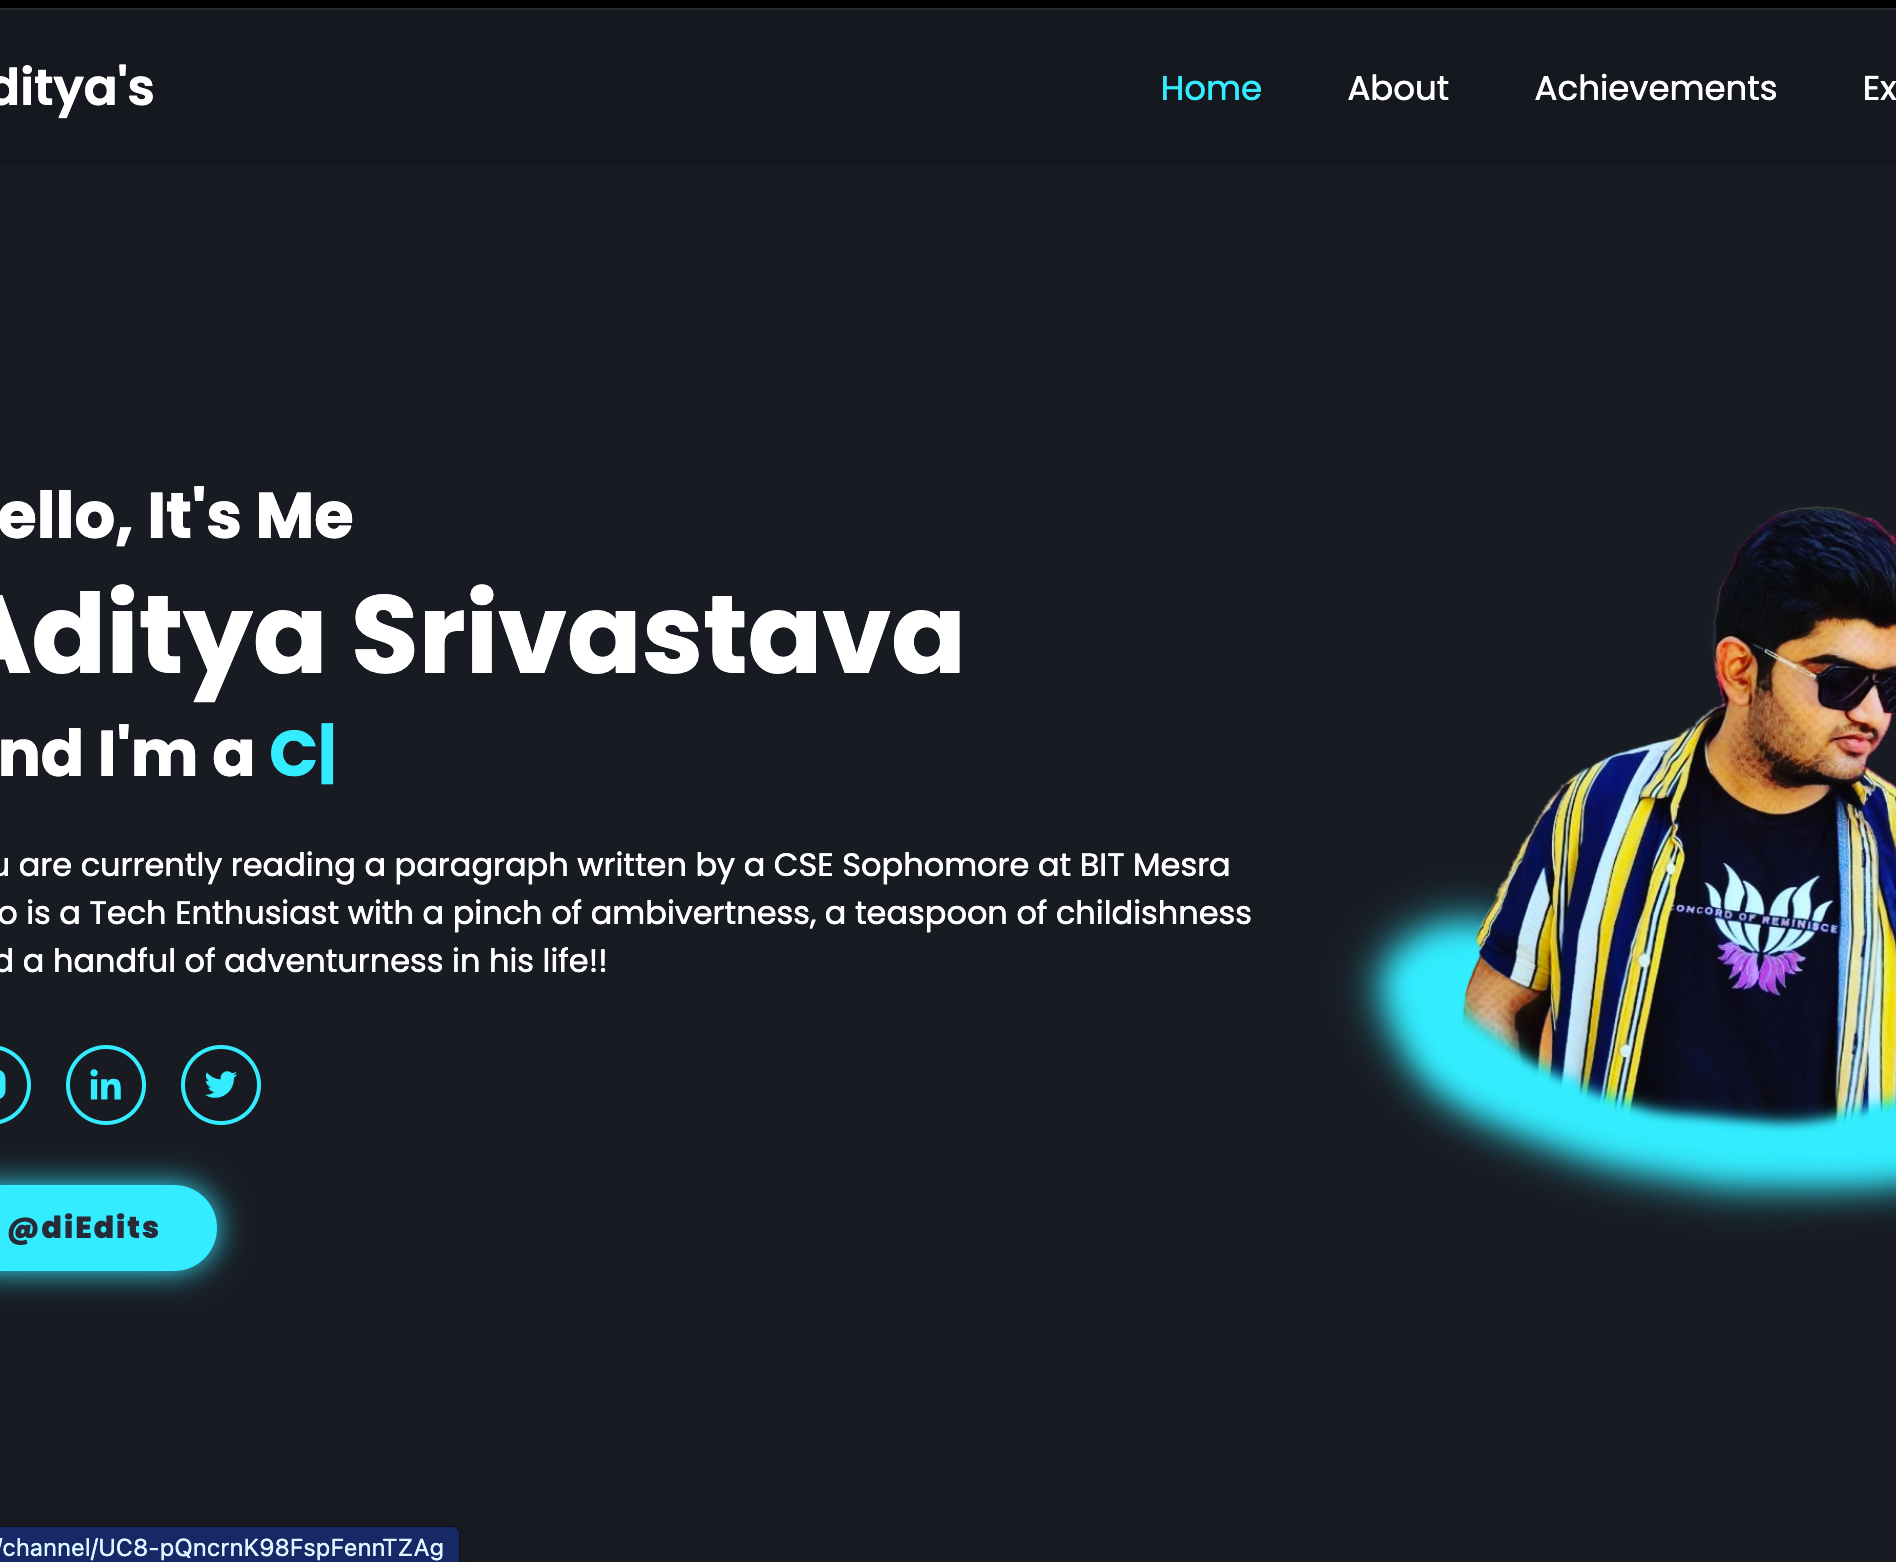 ditya's
Home About Achievements Ex
ello, It's Me
Aditya Srivastava
nd I'm a C|
u are currently reading a paragraph written by a CSE Sophomore at BIT Mesra
o is a Tech Enthusiast with a pinch of ambivertness, a teaspoon of childishness
d a handful of adventurness in his life!!
in
@diEdits
CONCORD OF REMINISCE
/channel/UC8-pQncrnK98FspFennTZAg